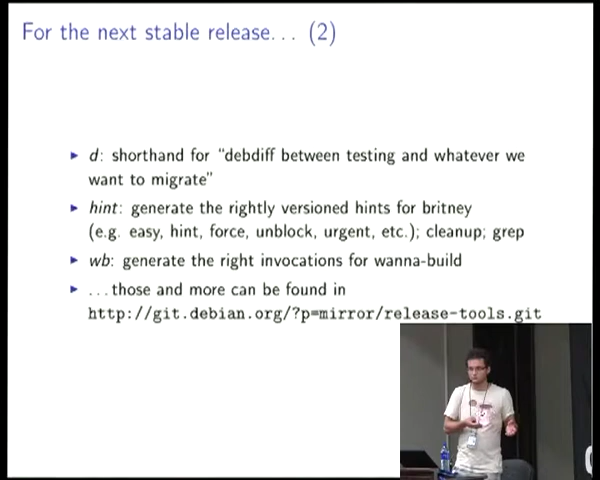 For the next stable release. . . (2)
d: shorthand for "debdiff between testing and whatever we
want to migrate"
hint: generate the rightly versioned hints for britney
(e.g. easy, hint, force, unblock, urgent, etc.); cleanup; grep
wb: generate the right invocations for wanna-build
. . . those and more can be found in
http://git.debian.org/?p=mirror/release-tools.git